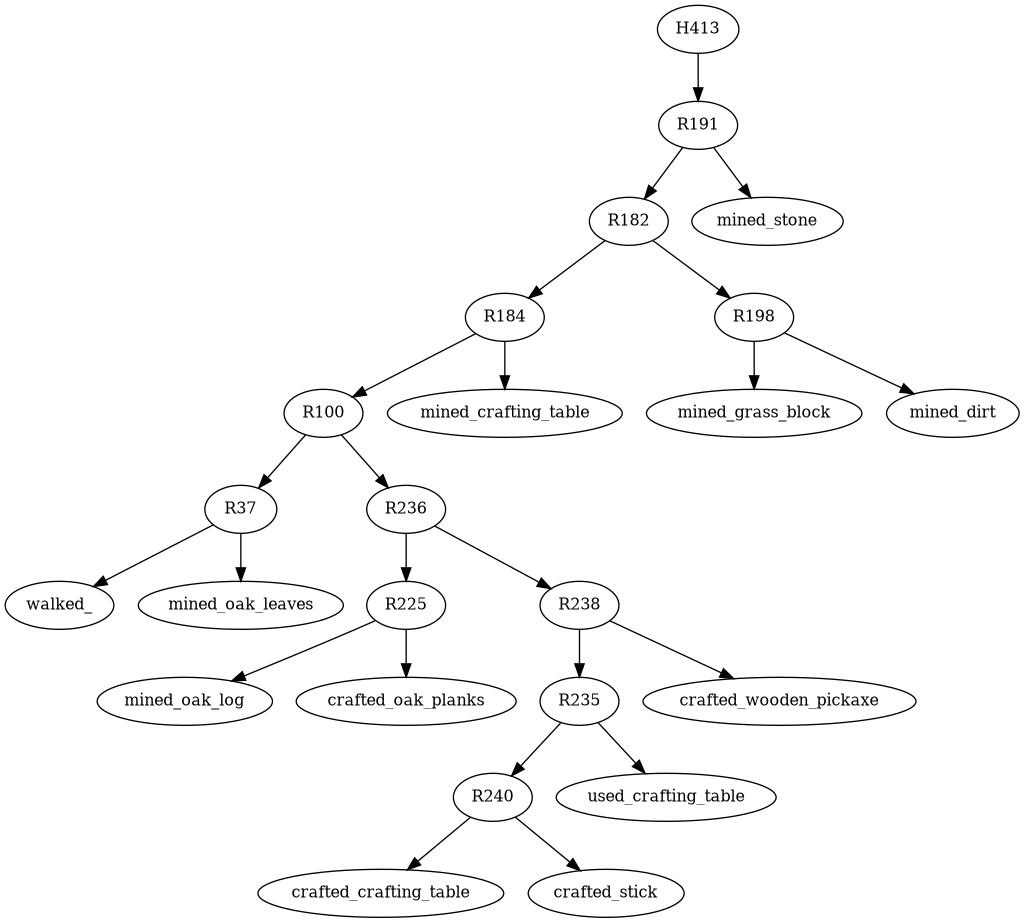 H413
R191
R182
mined_stone
R184
R198
R100
mined_crafting_table
mined_grass_block
mined_dirt
R37
R236
walked_
mined_oak_leaves
R225
R238
mined_oak_log
crafted_oak_planks
R235
crafted_wooden_pickaxe
R240
used_crafting_table
crafted_crafting_table
crafted_stick